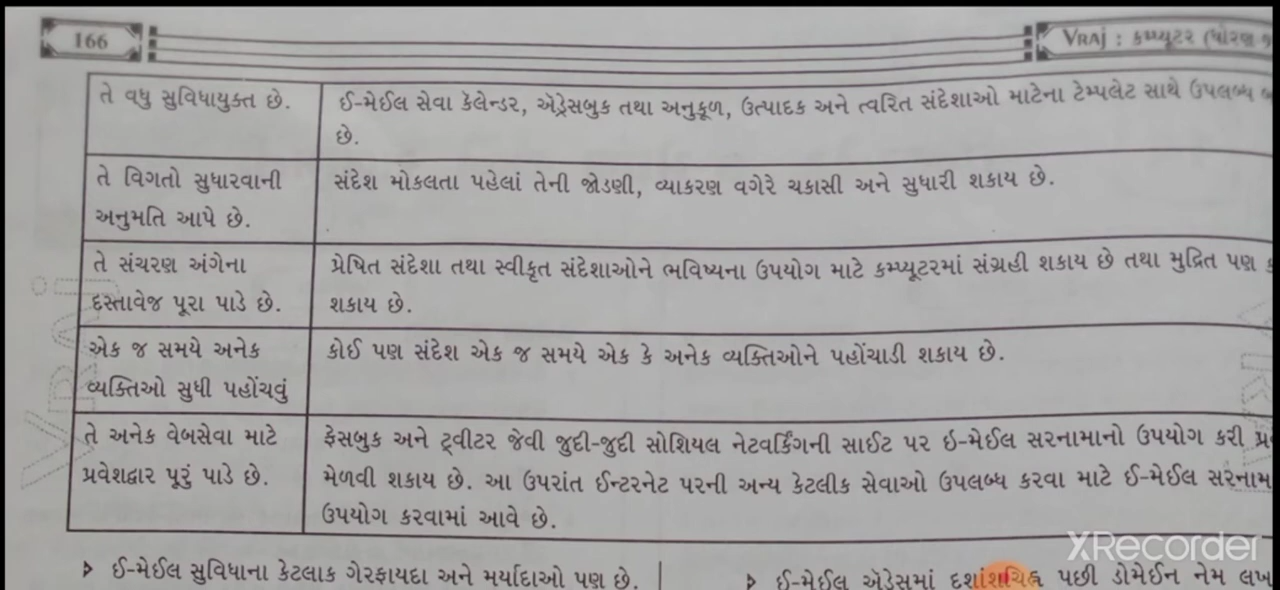 166
VRAJ : કમ્પ્યૂટર (ધોરણ
તે વધુ સુવિધાયુક્ત છે.
ઈ-મેઈલ સેવા કેલેન્ડર, ઍડ્રેસબુક તથા અનુકૂળ, ઉત્પાદક અને ત્વરિત સંદેશાઓ માટેના ટેમ્પલેટ સાથે ઉપલબ્ધ
છે.
તે વિગતો સુધારવાની
અનુમતિ આપે છે.
સંદેશ મોકલતા પહેલાં તેની જોડણી, વ્યાકરણ વગેરે ચકાસી અને સુધારી શકાય છે.
તે સંચરણ અંગેના
દસ્તાવેજ પૂરા પાડે છે.
પ્રેષિત સંદેશા તથા સ્વીકૃત સંદેશાઓને ભવિષ્યના ઉપયોગ માટે કમ્પ્યૂટરમાં સંગ્રહી શકાય છે તથા મુદ્રિત પણ
શકાય છે.
એક જ સમયે અનેક
વ્યક્તિઓ સુધી પહોંચવું
કોઈ પણ સંદેશ એક જ સમયે એક કે અનેક વ્યક્તિઓને પહોંચાડી શકાય છે.
તે અનેક વેબસેવા માટે
પ્રવેશદ્વાર પૂરું પાડે છે.
ફેસબુક અને ટ્વીટર જેવી જુદી-જુદી સોશિયલ નેટવર્કિંગની સાઈટ પર ઇ-મેઈલ સરનામાનો ઉપયોગ કરી
મેળવી શકાય છે. આ ઉપરાંત ઈન્ટરનેટ પરની અન્ય કેટલીક સેવાઓ ઉપલબ્ધ કરવા માટે ઈ-મેઈલ સરનામ
ઉપયોગ કરવામાં આવે છે.
XRecorder
ઈ-મેઈલ સુવિધાના કેટલાક ગેરફાયદા અને મર્યાદાઓ પણ છે.
ઈ-મેઈલ ઍડ્રેસમાં દશાંશચિહ્ન પછી ડોમેઈન નેમ લખ